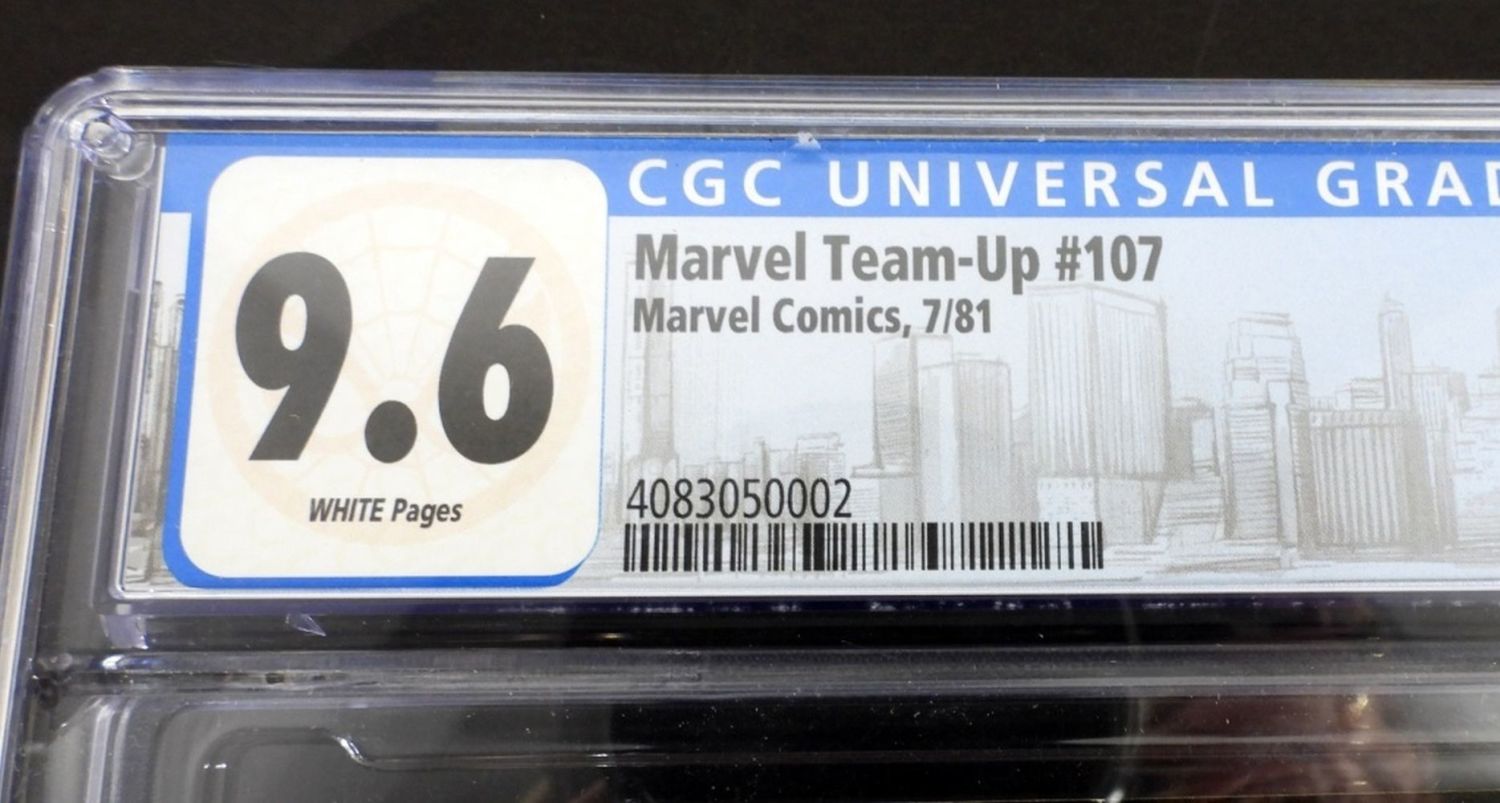 CGC UNIVERSAL GRAD
9.6
WHITE Pages
Marvel Team-Up #107
Marvel Comics, 7/81
4083050002